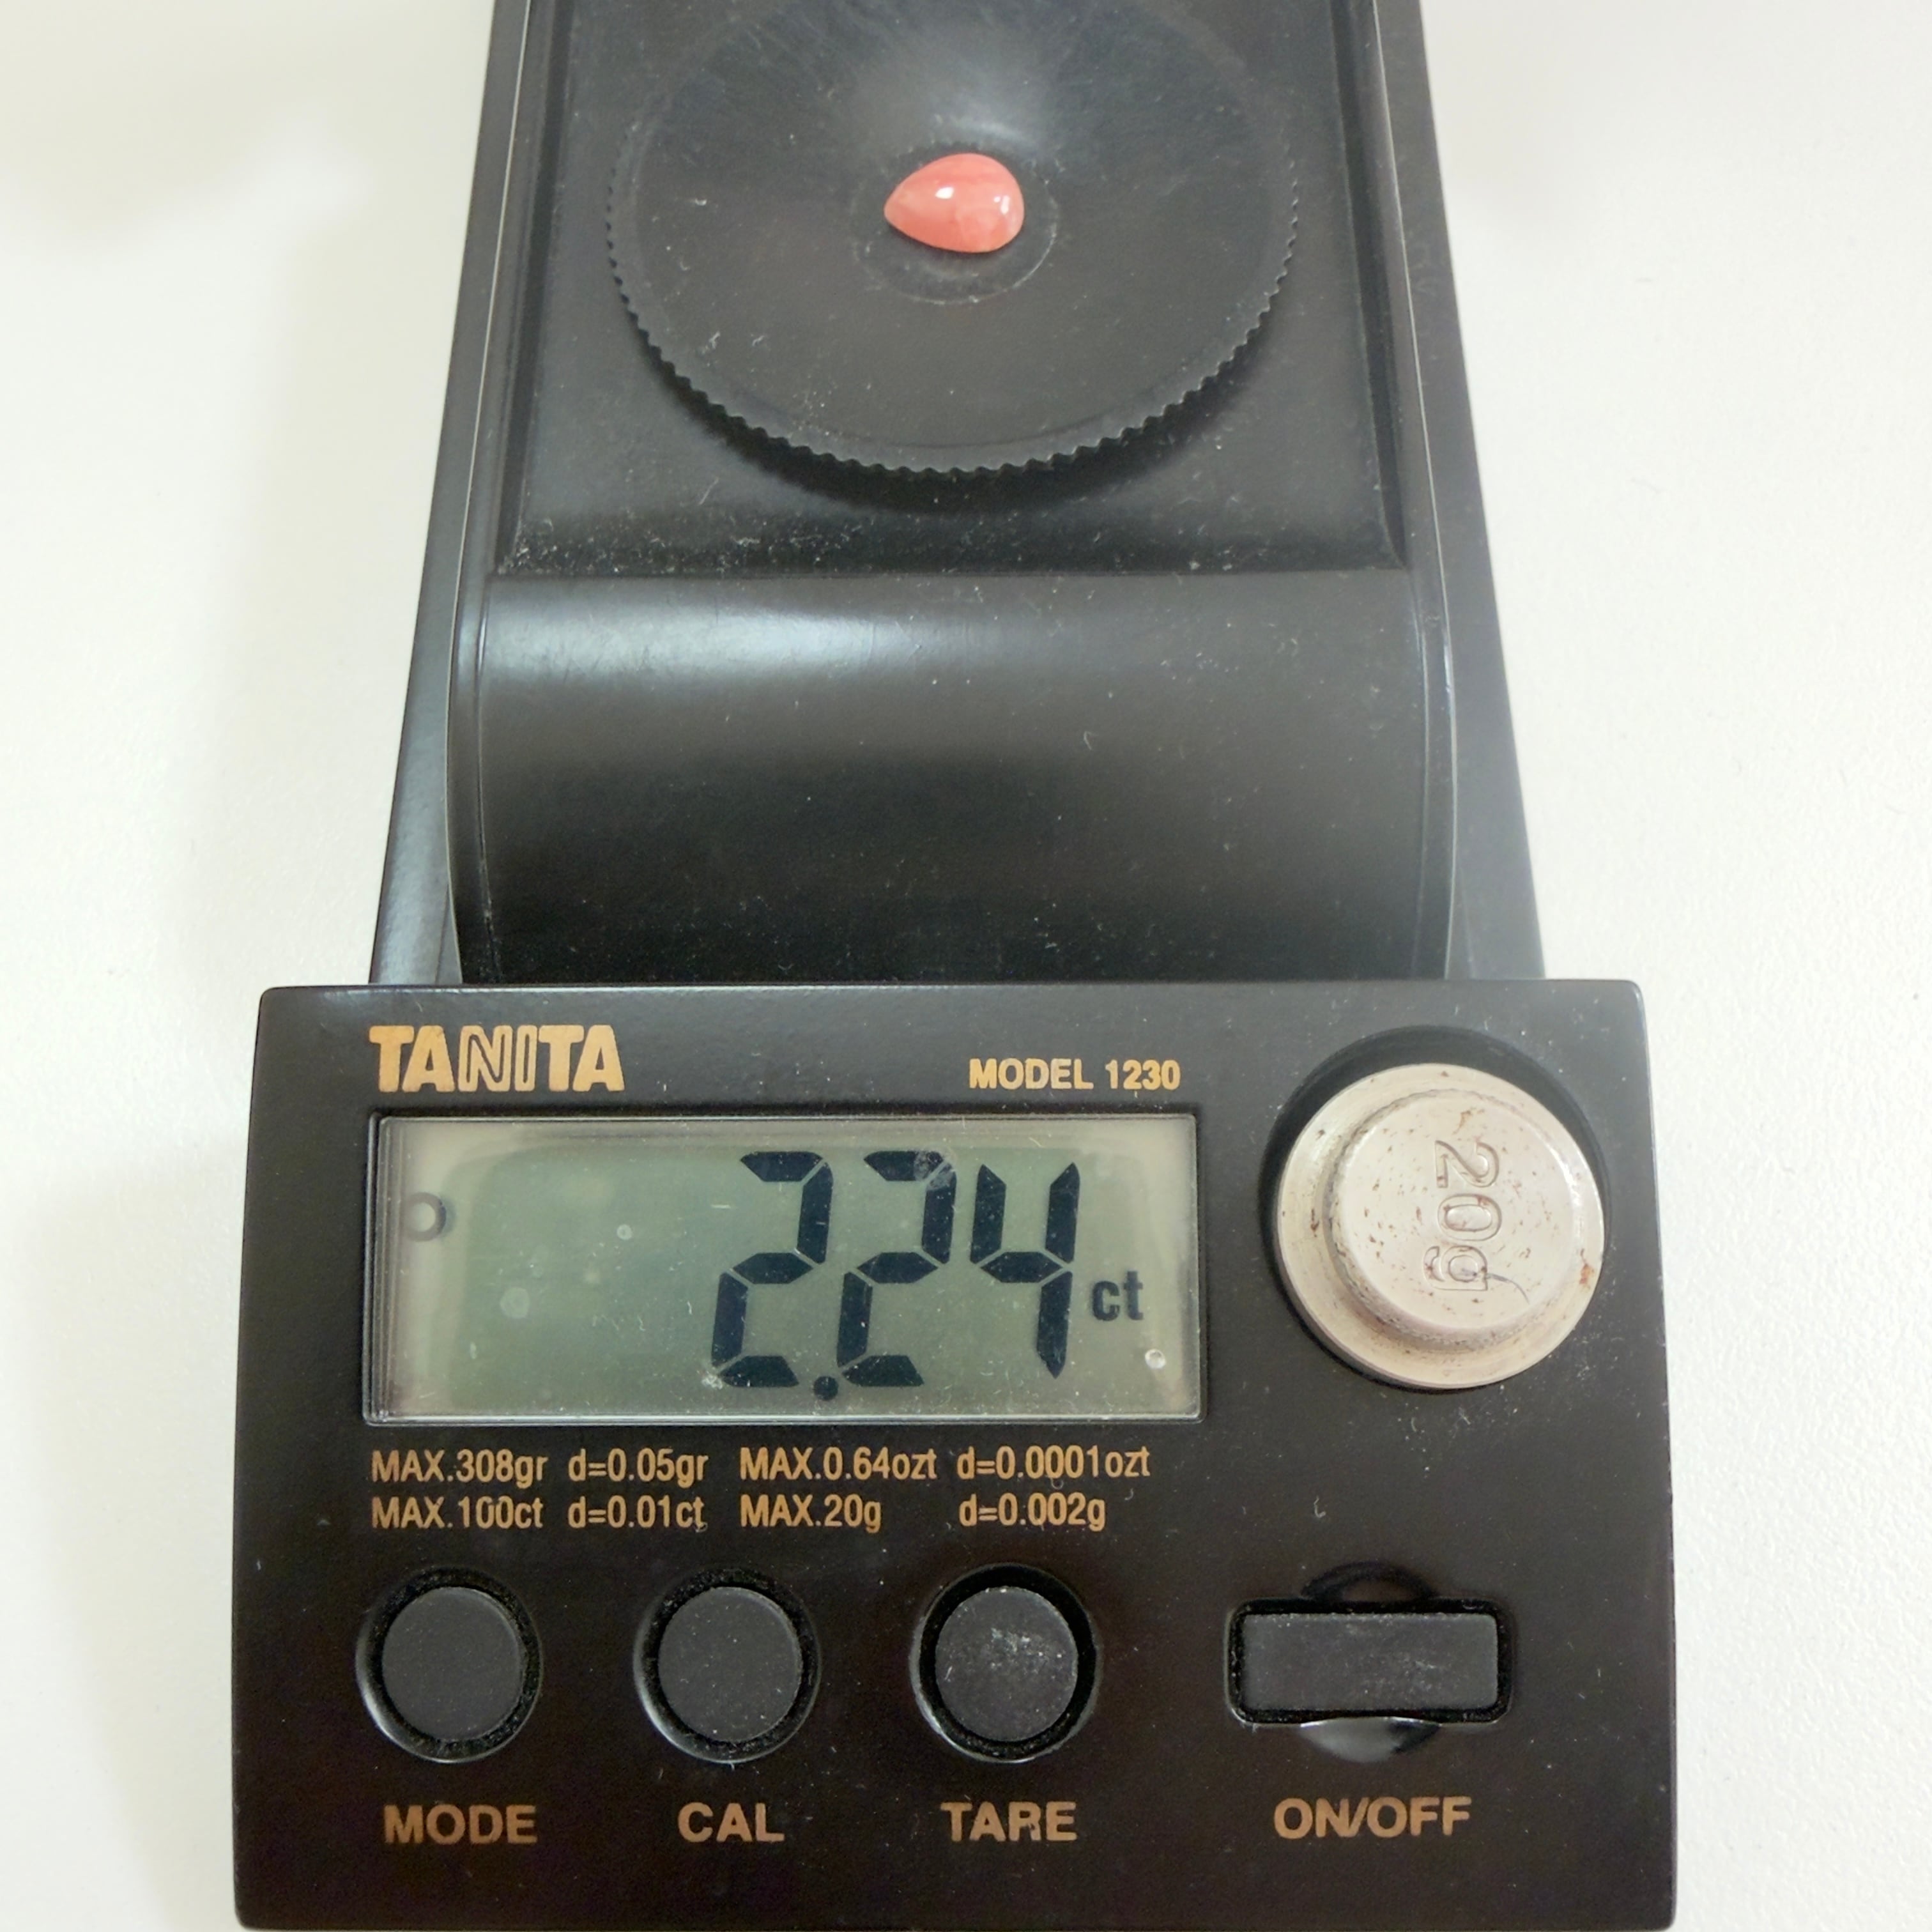 TANITA
MODEL 1230
2.24 ct
20g
MAX.308gr d=0.05gr MAX.0.64ozt d=0.0001ozt
MAX.100ct d=0.01ct MAX.20g d=0.002g
MODE CAL TARE ON/OFF